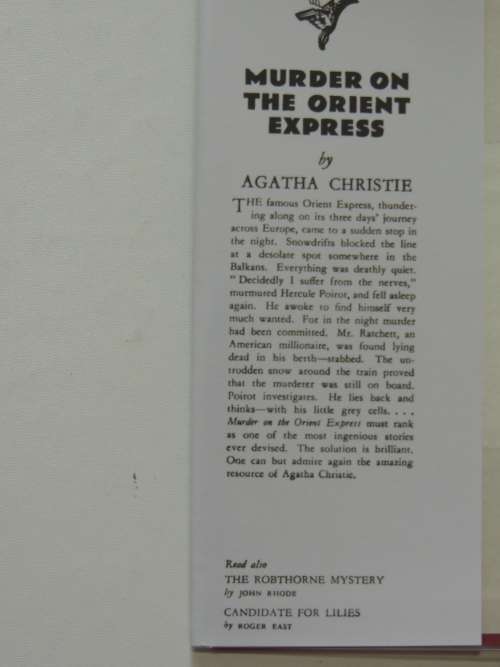 MURDER ON
THE ORIENT
EXPRESS
by
AGATHA CHRISTIE
THE famous Orient Express, thunder-
ing along on its three days' journey
across Europe, came to a sudden stop in
the night. Snowdrifts blocked the line
at a desolate spot somewhere in the
Balkans. Everything was deathly quiet.
" Decidedly I suffer from the nerves,"
murmured Hercule Poirot, and fell asleep
again. He awoke to find himself very
much wanted. For in the night murder
had been committed. Mr. Ratchett, an
American millionaire, was found lying
dead in his berth—stabbed. The un-
trodden snow around the train proved
that the murderer was still on board.
Poirot investigates. He lies back and
thinks—with his little grey cells. . . .
Murder on the Orient Express must rank
as one of the most ingenious stories
ever devised. The solution is brilliant.
One can but admire again the amazing
resource of Agatha Christie.
Read also
THE ROBTHORNE MYSTERY
by JOHN RHODE
CANDIDATE FOR LILIES
by ROGER EAST